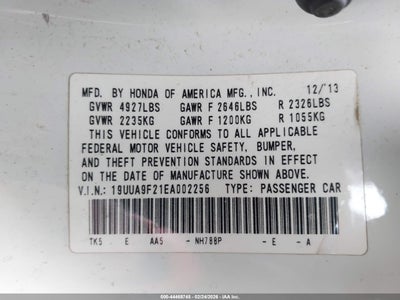 MFD. BY HONDA OF AMERICA MFG., INC. 12/'13
GVWR 4927LBS GAWR F 2646LBS R 2326LBS
GVWR 2235KG GAWR F 1200KG R 1055KG
THIS VEHICLE CONFORMS TO ALL APPLICABLE
FEDERAL MOTOR VEHICLE SAFETY, BUMPER,
AND THEFT PREVENTION STANDARDS IN EFFECT
ON THE DATE OF MANUFACTURE SHOWN ABOVE.
V.I.N.: 19UUA9F21EA002256 TYPE: PASSENGER CAR
TK5 E AA5 - NH788P - E - A
500-44468748 - 02/24/2026 - IAA Inc.